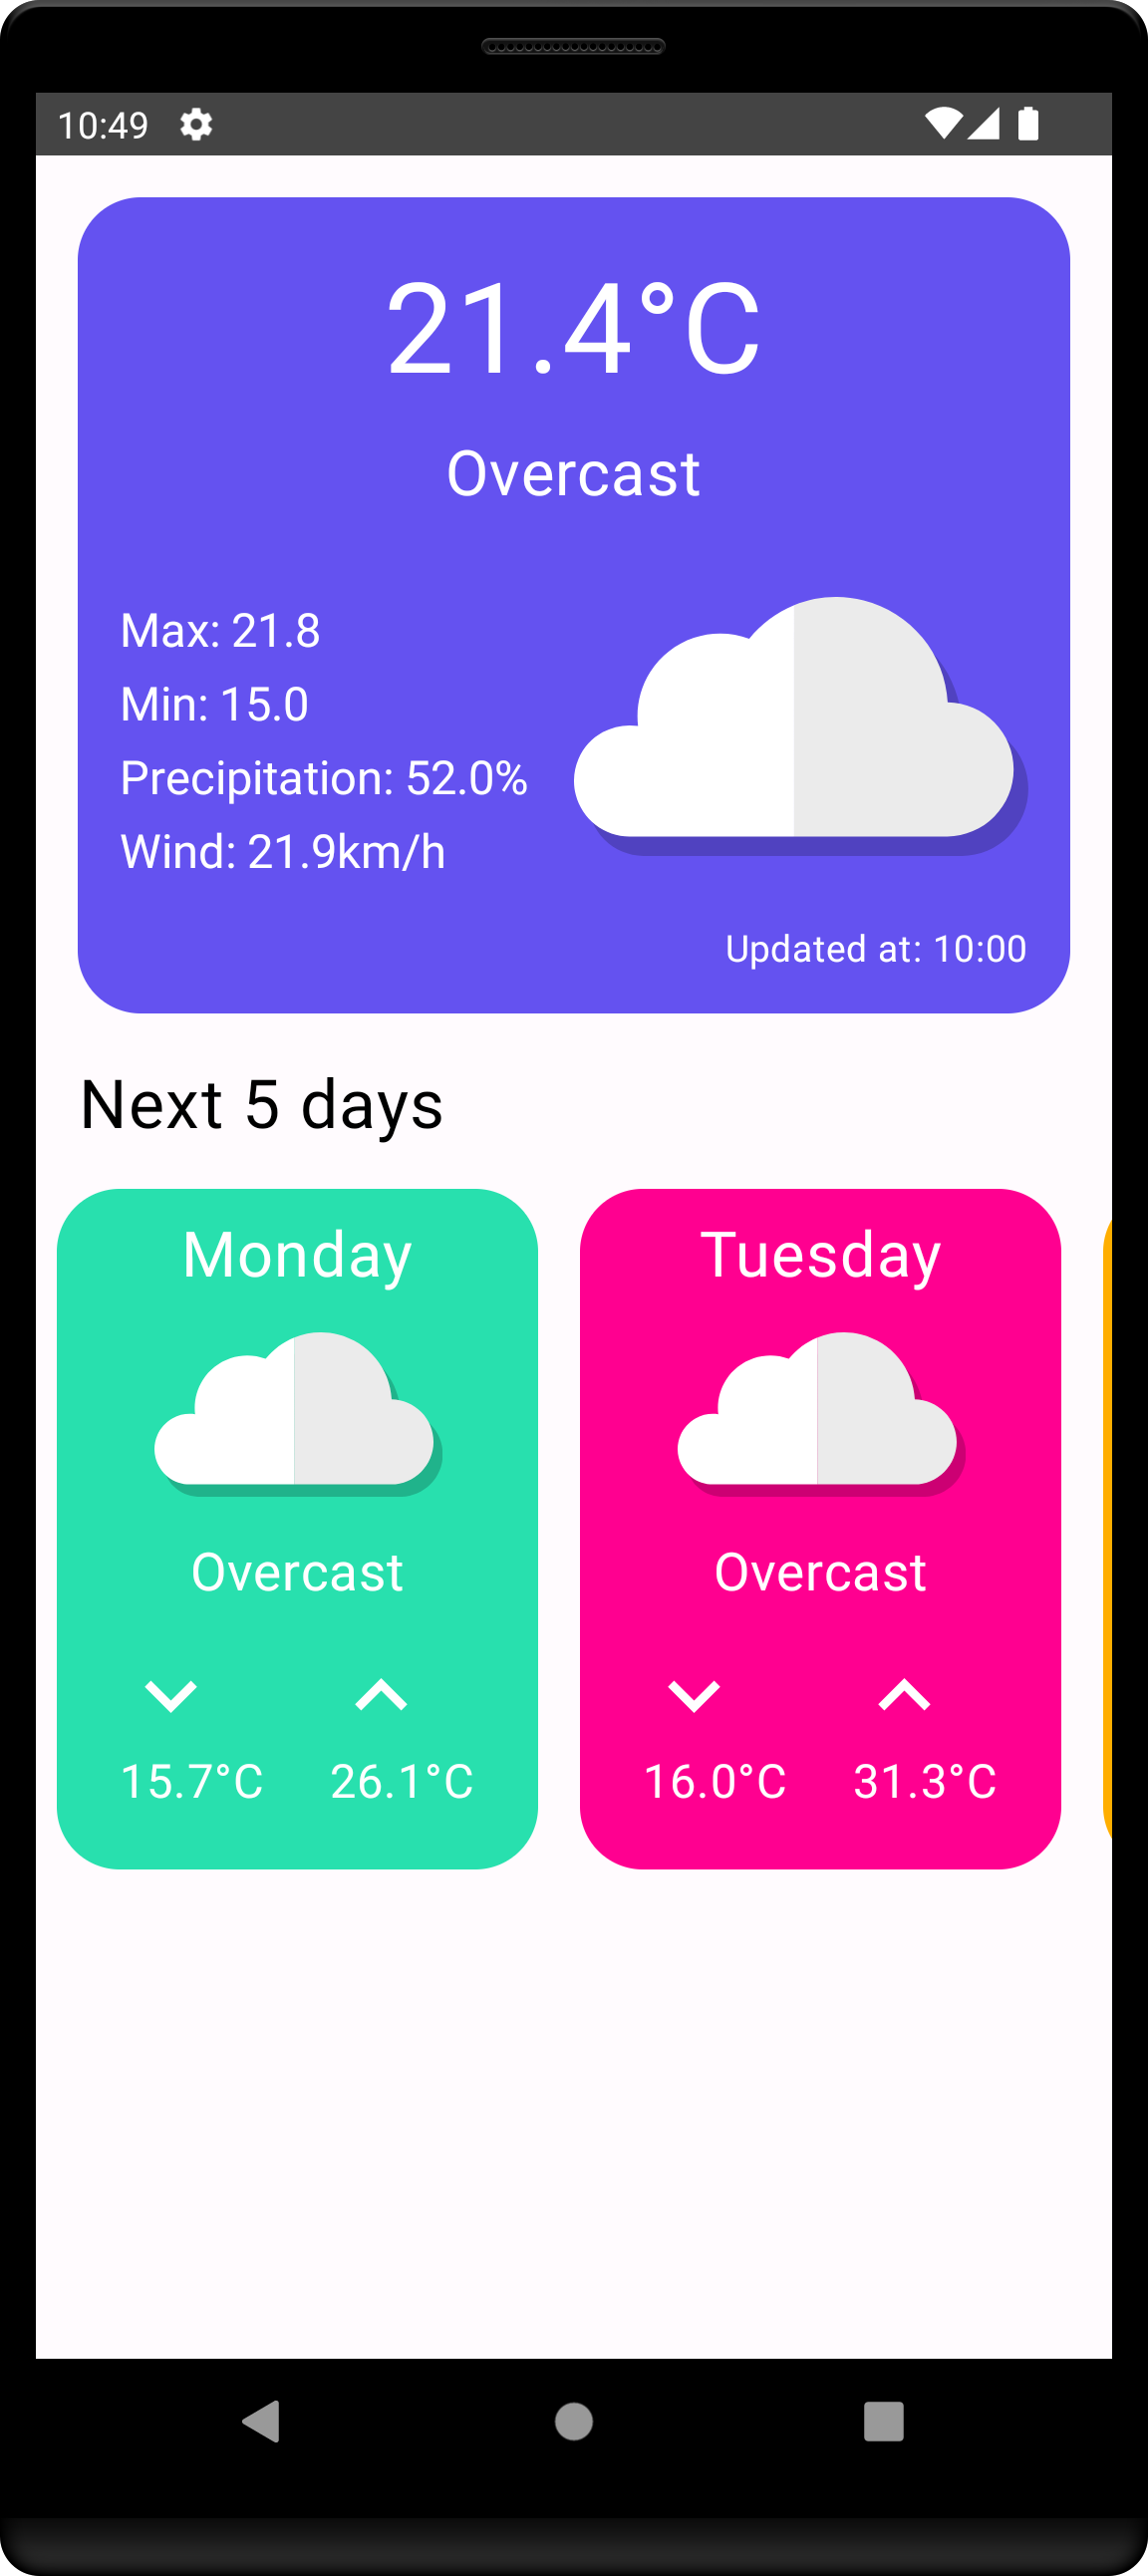 10:49
21.4°C
Overcast
Max: 21.8
Min: 15.0
Precipitation: 52.0%
Wind: 21.9km/h
Updated at: 10:00
Next 5 days
Monday
Overcast
15.7°C 26.1°C
Tuesday
Overcast
16.0°C 31.3°C